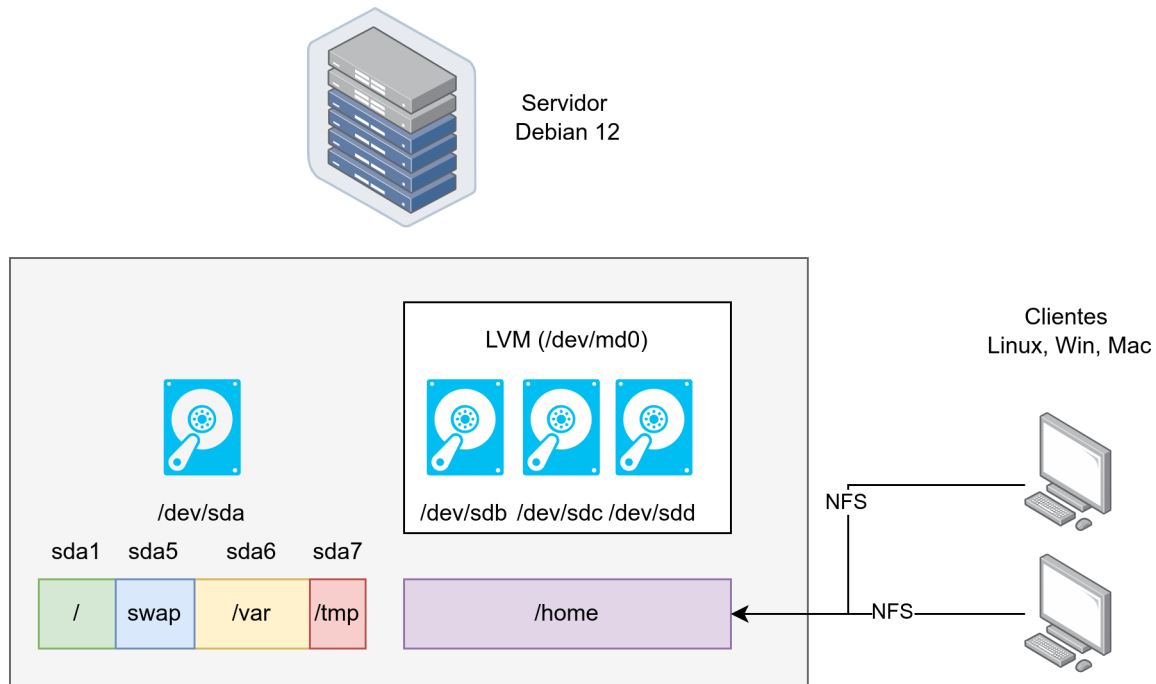 Servidor
Debian 12
LVM (/dev/md0)
Clientes
Linux, Win, Mac
/dev/sda
/dev/sdb /dev/sdc /dev/sdd
NFS
sda1 sda5 sda6 sda7
/ swap /var /tmp
/home
NFS